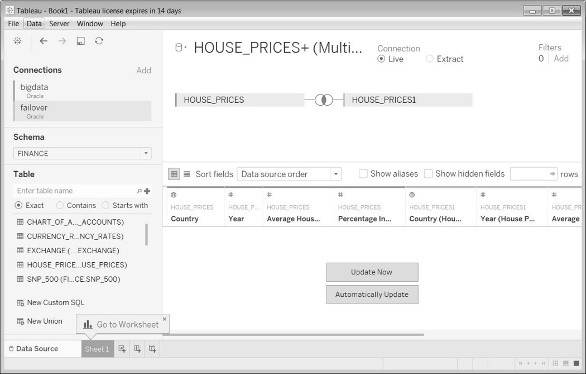 Tableau - Book1 - Tableau license expires in 14 days
File Data Server Window Help
Connections Add
bigdata
Oracle
failover
Oracle
Schema
FINANCE
Table
Enter table name
Exact Contains Starts with
CHART_OF_A..._ACCOUNTS)
CURRENCY_R...NCY_RATES)
EXCHANGE (... .EXCHANGE)
HOUSE_PRICE...USE_PRICES)
SNP_500 (FI...CE.SNP_500)
New Custom SQL
New Union
Go to Worksheet
Data Source Sheet 1
HOUSE_PRICES+ (Multi...
Connection
Live Extract
Filters
0 Add
HOUSE_PRICES HOUSE_PRICES1
Sort fields Data source order Show aliases Show hidden fields rows
HOUSE_PRICES HOUSE_P... HOUSE_PRICES HOUSE_PRICES HOUSE_PRICES1 HOUSE_PRICES1 HOUSE_PRICES1
Country Year Average Hous... Percentage In... Country (Hou... Year (House P... Average
Update Now
Automatically Update